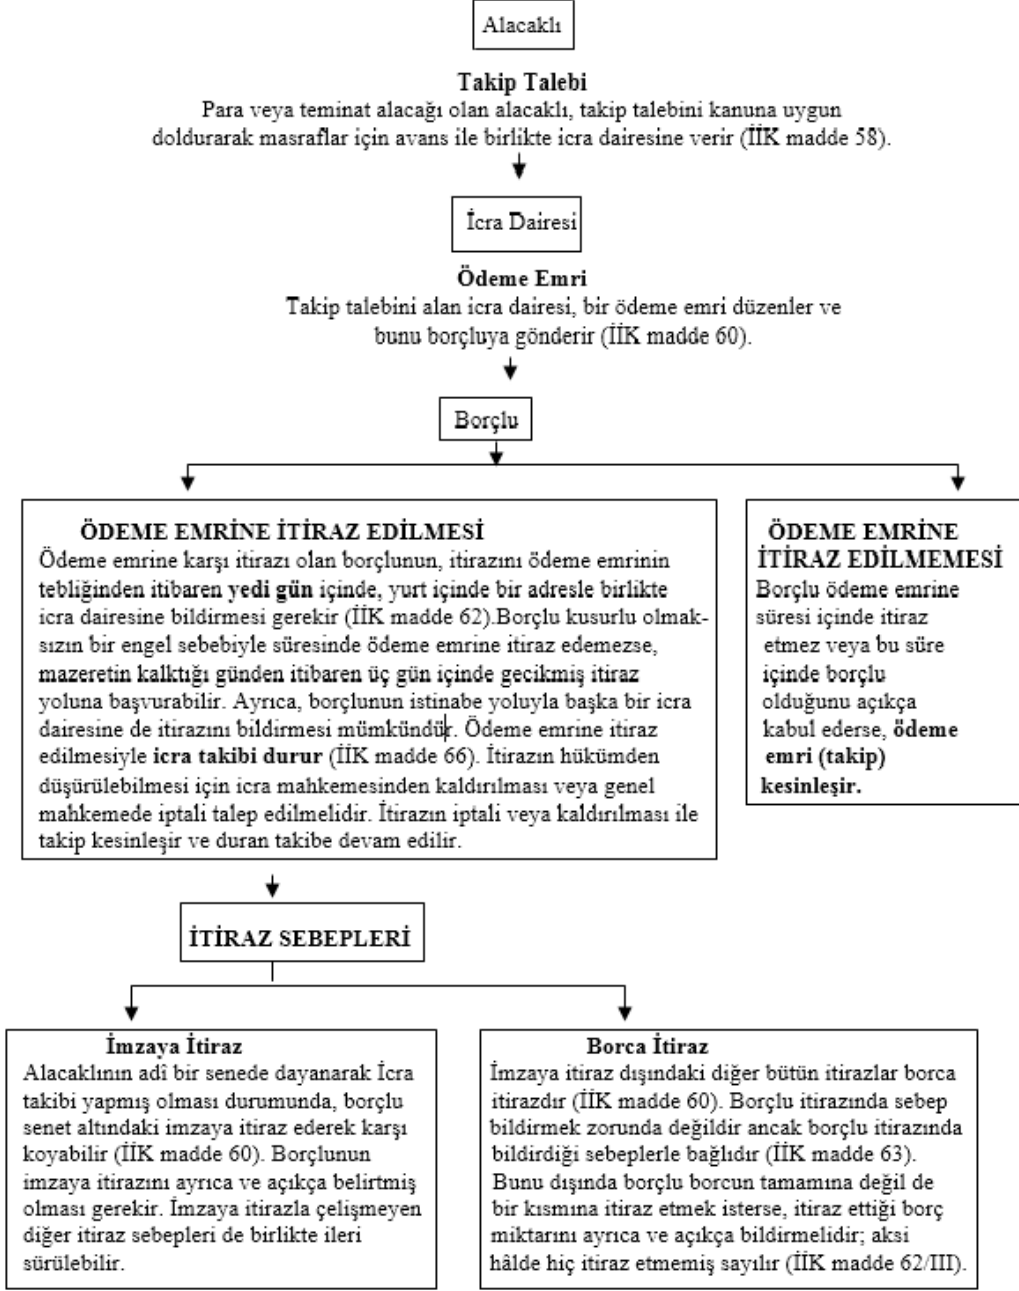 Alacaklı
Takip Talebi
Para veya teminat alacağı olan alacaklı, takip talebini kanuna uygun
doldurarak masraflar için avans ile birlikte icra dairesine verir (İİK madde 58).
İcra Dairesi
Ödeme Emri
Takip talebini alan icra dairesi, bir ödeme emri düzenler ve
bunu borçluya gönderir (İİK madde 60).
Borçlu
ÖDEME EMRİNE İTİRAZ EDİLMESİ
Ödeme emrine karşı itirazı olan borçlunun, itirazını ödeme emrinin
tebliğinden itibaren yedi gün içinde, yurt içinde bir adresle birlikte
icra dairesine bildirmesi gerekir (İİK madde 62).Borçlu kusurlu olmak-
sızın bir engel sebebiyle süresinde ödeme emrine itiraz edemezse,
mazeretin kalktığı günden itibaren üç gün içinde gecikmiş itiraz
yoluna başvurabilir. Ayrıca, borçlunun istinabe yoluyla başka bir icra
dairesine de itirazını bildirmesi mümkündür. Ödeme emrine itiraz
edilmesiyle icra takibi durur (İİK madde 66). İtirazın hükümden
düşürülebilmesi için icra mahkemesinden kaldırılması veya genel
mahkemede iptali talep edilmelidir. İtirazın iptali veya kaldırılması ile
takip kesinleşir ve duran takibe devam edilir.
ÖDEME EMRİNE
İTİRAZ EDİLMEMESİ
Borçlu ödeme emrine
süresi içinde itiraz
etmez veya bu süre
içinde borçlu
olduğunu açıkça
kabul ederse, ödeme
emri (takip)
kesinleşir.
İTİRAZ SEBEPLERİ
İmzaya İtiraz
Alacaklının adî bir senede dayanarak İcra
takibi yapmış olması durumunda, borçlu
senet altındaki imzaya itiraz ederek karşı
koyabilir (İİK madde 60). Borçlunun
imzaya itirazını ayrıca ve açıkça belirtmiş
olması gerekir. İmzaya itirazla çelişmeyen
diğer itiraz sebepleri de birlikte ileri
sürülebilir.
Borca İtiraz
İmzaya itiraz dışındaki diğer bütün itirazlar borca
itirazdır (İİK madde 60). Borçlu itirazında sebep
bildirmek zorunda değildir ancak borçlu itirazında
bildirdiği sebeplerle bağlıdır (İİK madde 63).
Bunu dışında borçlu borcun tamamına değil de
bir kısmına itiraz etmek isterse, itiraz ettiği borç
miktarını ayrıca ve açıkça bildirmelidir; aksi
hâlde hiç itiraz etmemiş sayılır (İİK madde 62/III).